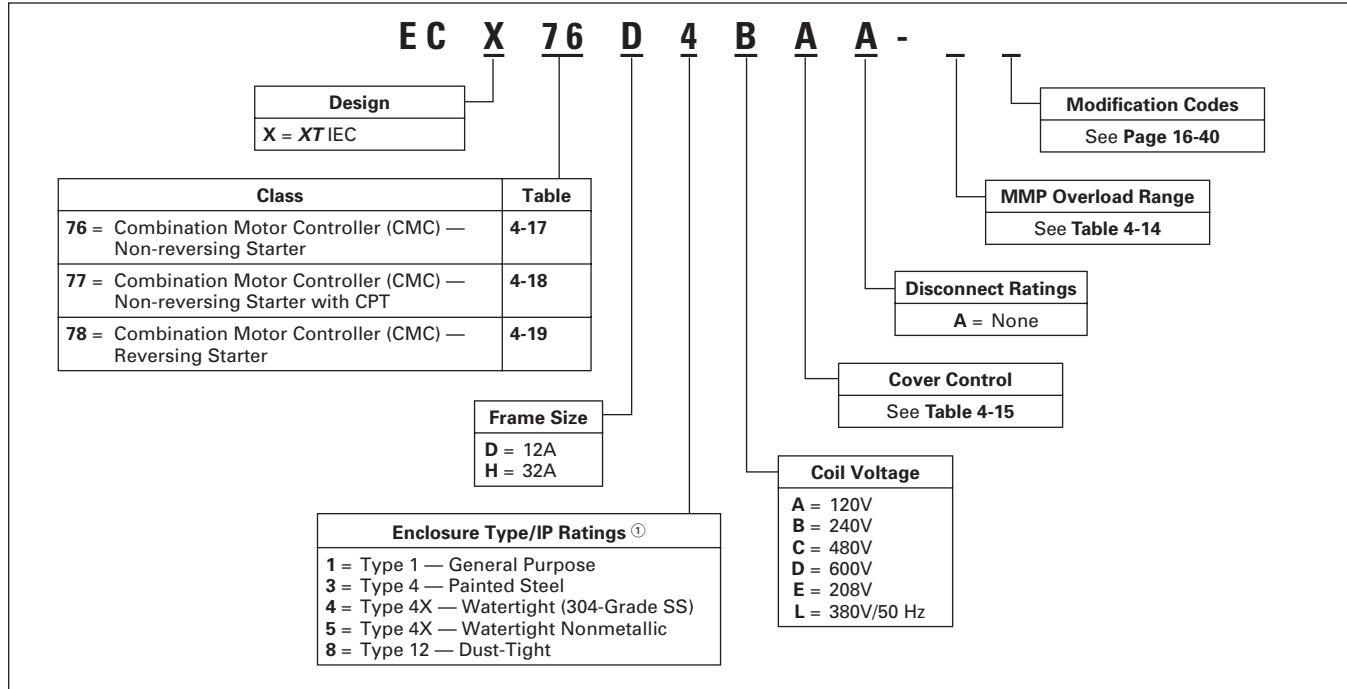 EC X 76 D 4 B A A - _ _
Design
X = XT IEC
Modification Codes
See Page 16-40
Class Table
76 = Combination Motor Controller (CMC) — 4-17
Non-reversing Starter
77 = Combination Motor Controller (CMC) — 4-18
Non-reversing Starter with CPT
78 = Combination Motor Controller (CMC) — 4-19
Reversing Starter
MMP Overload Range
See Table 4-14
Disconnect Ratings
A = None
Cover Control
See Table 4-15
Frame Size
D = 12A
H = 32A
Coil Voltage
A = 120V
B = 240V
C = 480V
D = 600V
E = 208V
L = 380V/50 Hz
Enclosure Type/IP Ratings ①
1 = Type 1 — General Purpose
3 = Type 4 — Painted Steel
4 = Type 4X — Watertight (304-Grade SS)
5 = Type 4X — Watertight Nonmetallic
8 = Type 12 — Dust-Tight